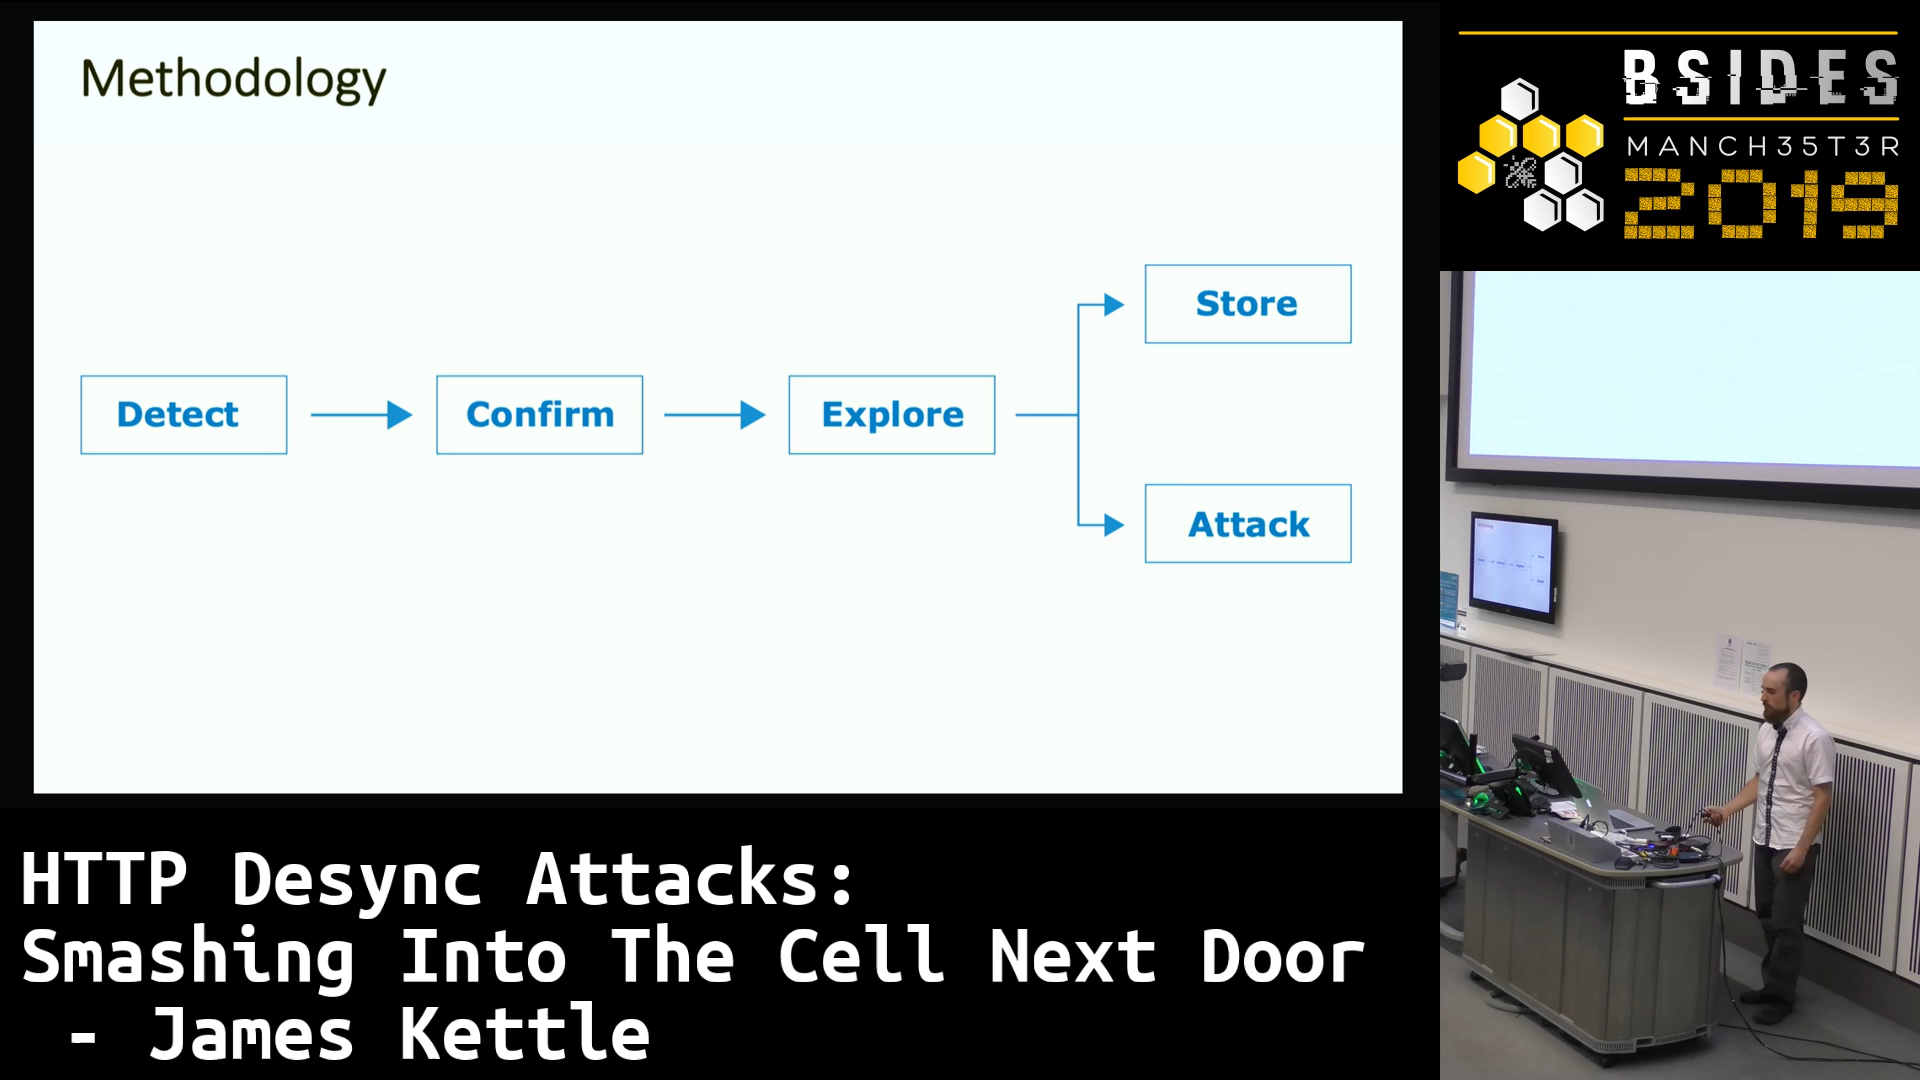 Methodology
Detect
Confirm
Explore
Store
Attack
BSIDES
MANCH35T3R
2019
HTTP Desync Attacks:
Smashing Into The Cell Next Door
- James Kettle